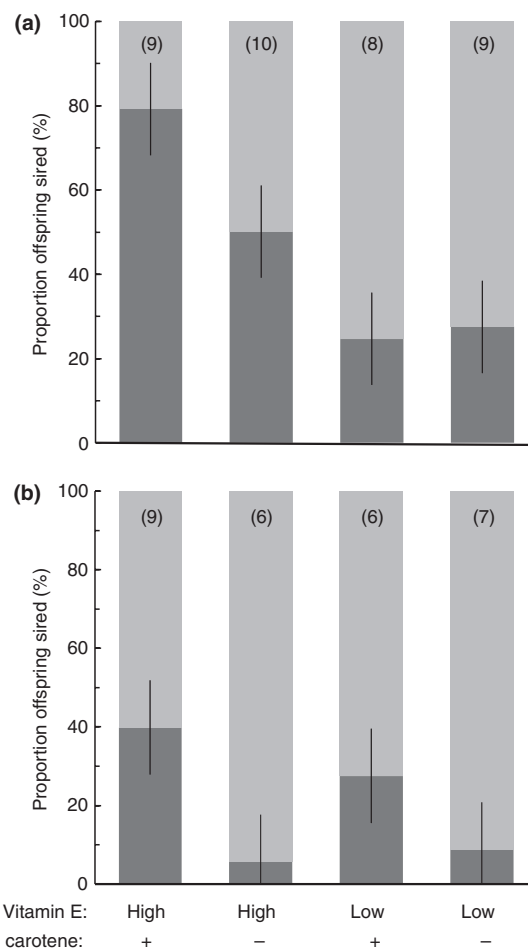 (a)
Proportion offspring sired (%)
100
80
60
40
20
0
(9) (10) (8) (9)
(b)
Proportion offspring sired (%)
100
80
60
40
20
0
(9) (6) (6) (7)
Vitamin E: High High Low Low
carotene: + – + –